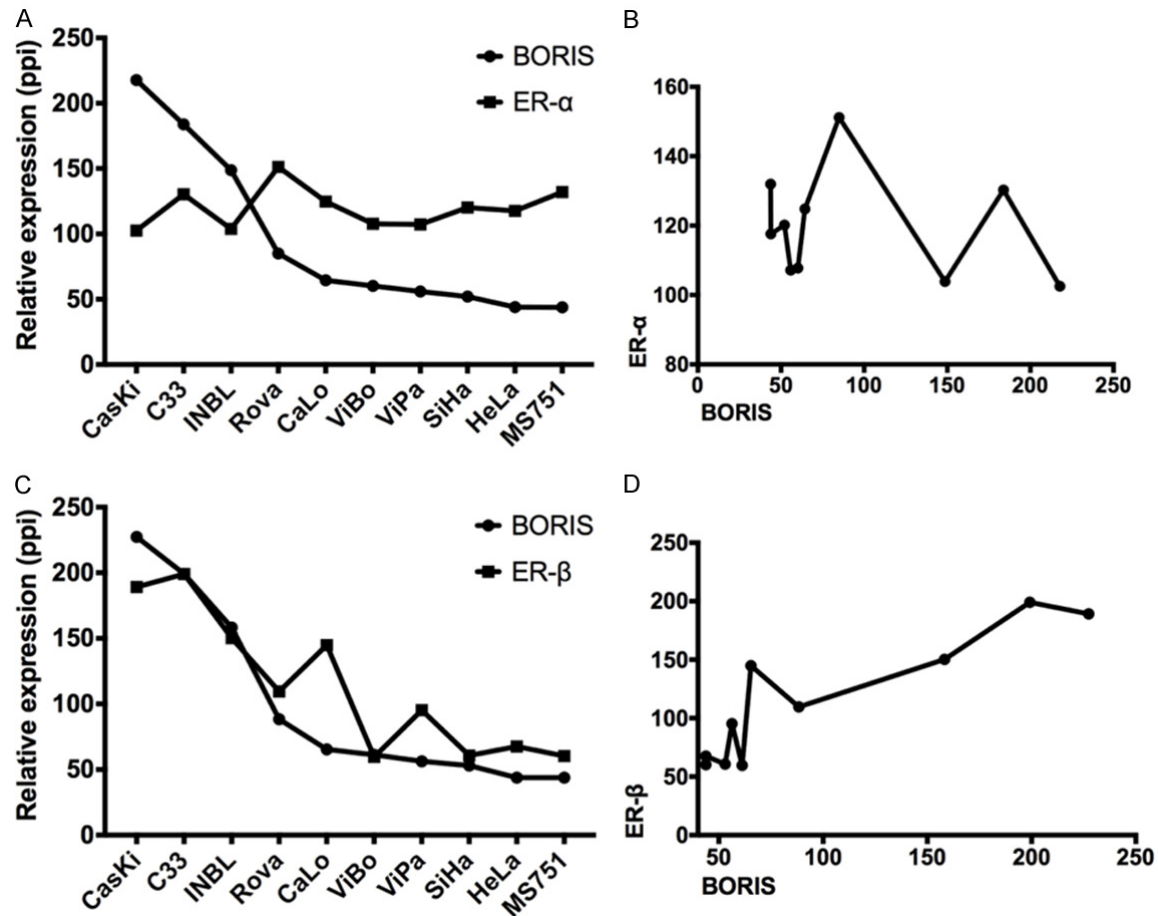 A
Relative expression (ppi)
250
200
150
100
50
0
BORIS
ER-α
CasKi
C33
INBL
Rova
CaLo
ViBo
ViPa
SiHa
HeLa
MS751
B
ER-α
160
140
120
100
80
0
50
100
150
200
250
BORIS
C
Relative expression (ppi)
250
200
150
100
50
0
BORIS
ER-β
CasKi
C33
INBL
Rova
CaLo
ViBo
ViPa
SiHa
HeLa
MS751
D
ER-β
250
200
150
100
50
0
50
100
150
200
250
BORIS